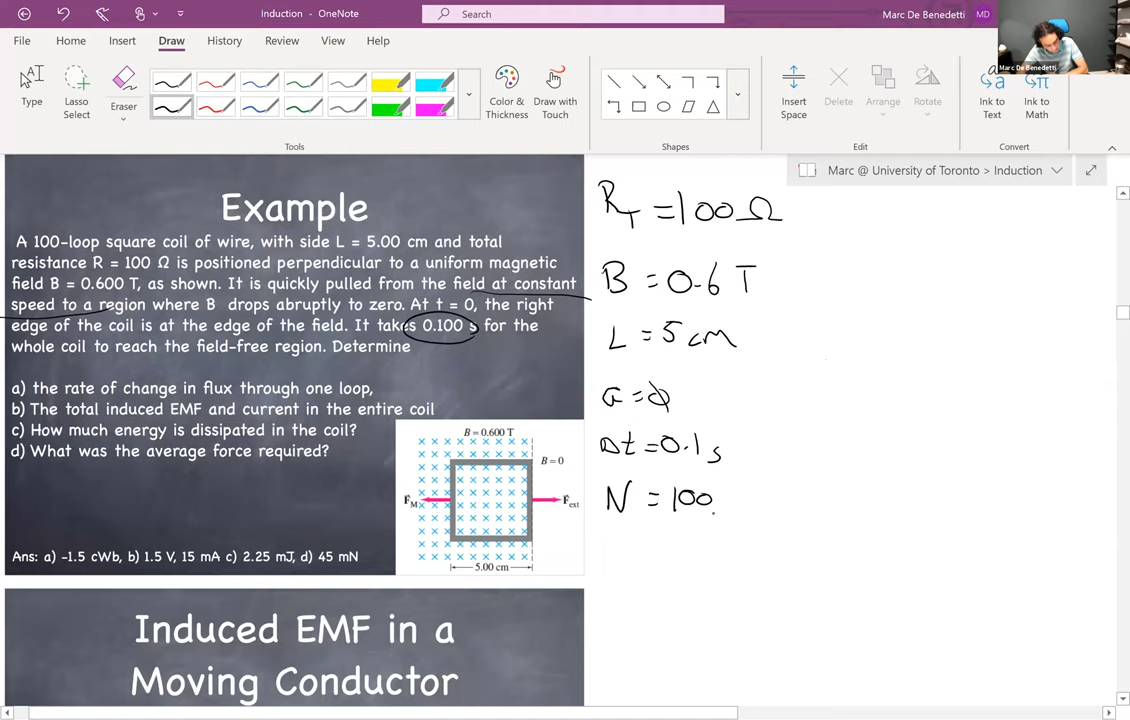 Induction - OneNote
Search
Marc De Benedetti
MD
File
Home
Insert
Draw
History
Review
View
Help
Marc De Benedetti
Type
Lasso Select
Eraser
Color & Thickness
Draw with Touch
Insert Space
Delete
Arrange
Rotate
Ink to Text
Ink to Math
Tools
Shapes
Edit
Convert
Marc @ University of Toronto > Induction
Example
A 100-loop square coil of wire, with side L = 5.00 cm and total
resistance R = 100 Ω is positioned perpendicular to a uniform magnetic
field B = 0.600 T, as shown. It is quickly pulled from the field at constant
speed to a region where B drops abruptly to zero. At t = 0, the right
edge of the coil is at the edge of the field. It takes 0.100 s for the
whole coil to reach the field-free region. Determine
a) the rate of change in flux through one loop,
b) The total induced EMF and current in the entire coil
c) How much energy is dissipated in the coil?
d) What was the average force required?
B = 0.600 T
B = 0
F_M
F_ext
5.00 cm
Ans: a) -1.5 cWb, b) 1.5 V, 15 mA c) 2.25 mJ, d) 45 mN
Induced EMF in a
Moving Conductor
R_T = 100 Ω
B = 0.6 T
L = 5 cm
a = ϕ
Δt = 0.1 s
N = 100